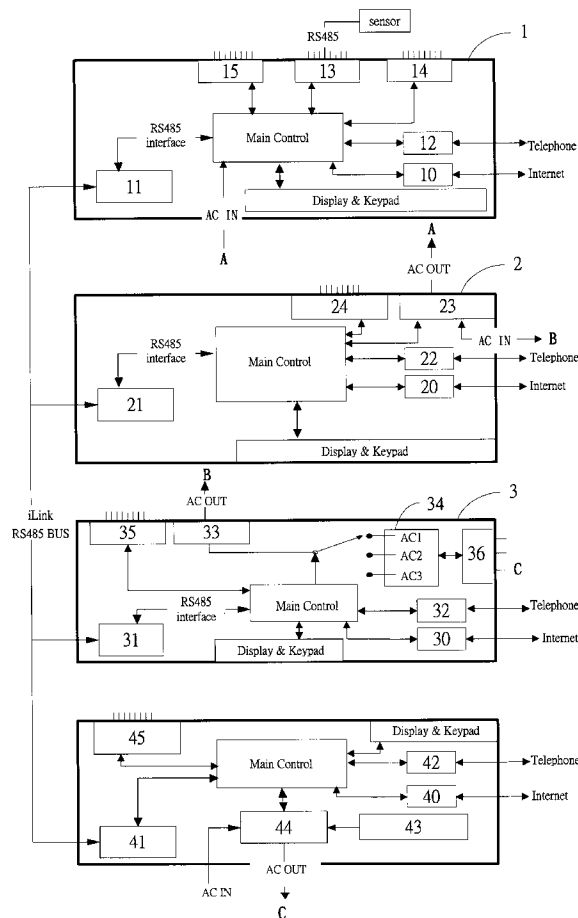 sensor
RS485
1
15
13
14
RS485
interface
Main Control
12
Telephone
11
10
Internet
AC IN
Display & Keypad
A
A
AC OUT
2
24
23
AC IN
B
RS485
interface
Main Control
22
Telephone
21
20
Internet
Display & Keypad
B
AC OUT
iLink
RS485 BUS
34
3
35
33
AC1
AC2
AC3
36
C
RS485
interface
Main Control
32
Telephone
31
30
Internet
Display & Keypad
Display & Keypad
45
Main Control
42
Telephone
40
Internet
41
44
43
AC IN
AC OUT
C